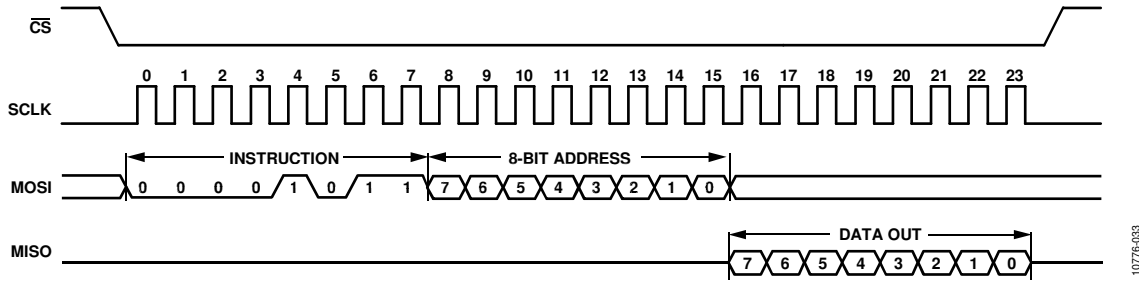 CS
0 1 2 3 4 5 6 7 8 9 10 11 12 13 14 15 16 17 18 19 20 21 22 23
SCLK
INSTRUCTION 8-BIT ADDRESS
MOSI 0 0 0 0 1 0 1 1 7 6 5 4 3 2 1 0
DATA OUT
MISO 7 6 5 4 3 2 1 0
10776-033